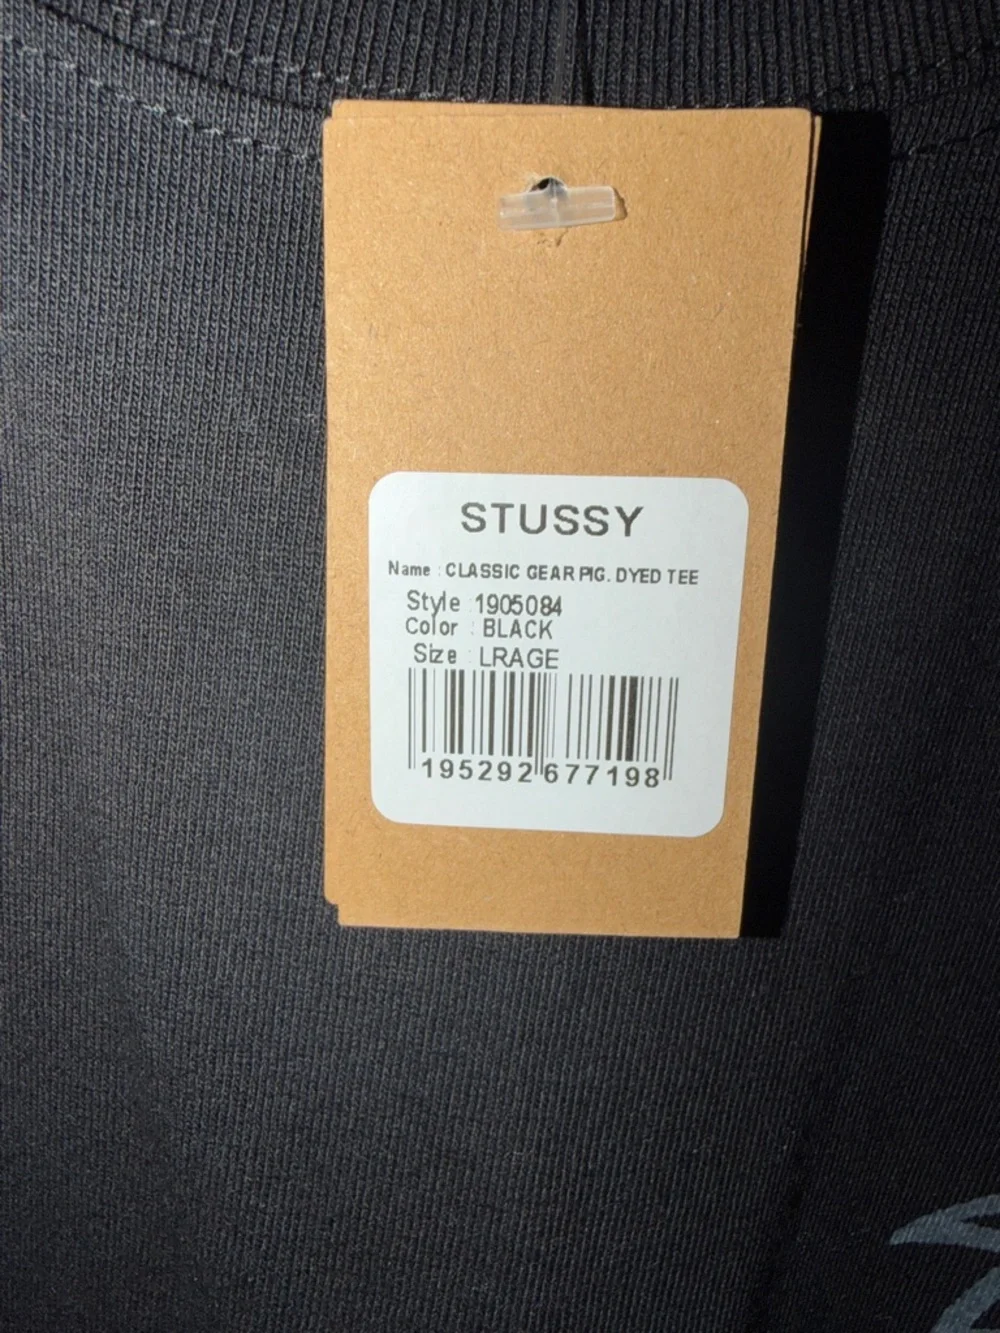 STUSSY
Name : CLASSIC GEAR PIG. DYED TEE
Style 1905084
Color : BLACK
Size : LRAGE
195292 677198